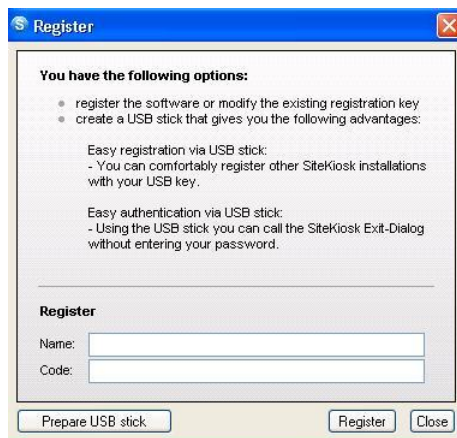 Register
You have the following options:
register the software or modify the existing registration key
create a USB stick that gives you the following advantages:
Easy registration via USB stick:
- You can comfortably register other SiteKiosk installations
with your USB key.
Easy authentication via USB stick:
- Using the USB stick you can call the SiteKiosk Exit-Dialog
without entering your password.
Register
Name:
Code:
Prepare USB stick Register Close